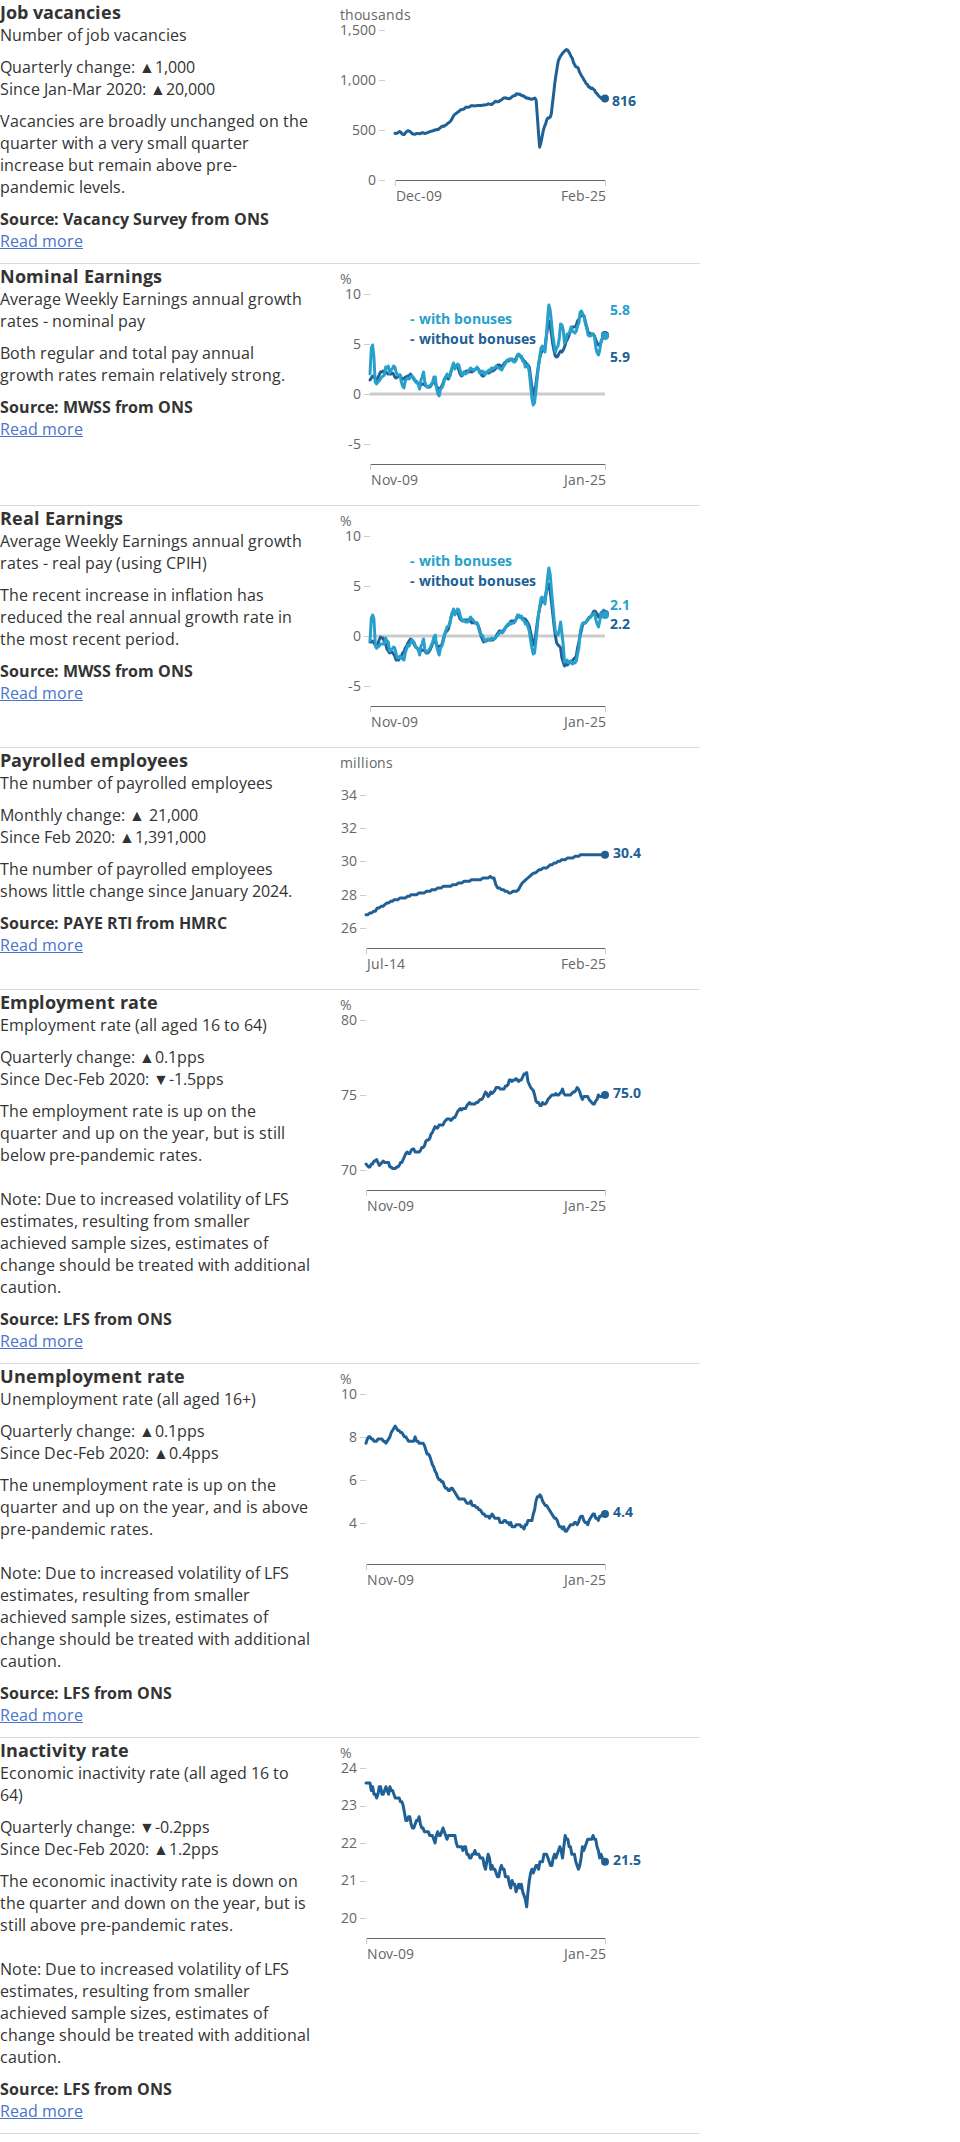 Job vacancies
Number of job vacancies
Quarterly change: ▲1,000
Since Jan-Mar 2020: ▲20,000
Vacancies are broadly unchanged on the
quarter with a very small quarter
increase but remain above pre-
pandemic levels.
Source: Vacancy Survey from ONS
Read more
thousands
1,500
1,000
500
0
816
Dec-09
Feb-25
Nominal Earnings
Average Weekly Earnings annual growth
rates - nominal pay
Both regular and total pay annual
growth rates remain relatively strong.
Source: MWSS from ONS
Read more
%
10
5
0
-5
- with bonuses
- without bonuses
5.8
5.9
Nov-09
Jan-25
Real Earnings
Average Weekly Earnings annual growth
rates - real pay (using CPIH)
The recent increase in inflation has
reduced the real annual growth rate in
the most recent period.
Source: MWSS from ONS
Read more
%
10
5
0
-5
- with bonuses
- without bonuses
2.1
2.2
Nov-09
Jan-25
Payrolled employees
The number of payrolled employees
Monthly change: ▲ 21,000
Since Feb 2020: ▲1,391,000
The number of payrolled employees
shows little change since January 2024.
Source: PAYE RTI from HMRC
Read more
millions
34
32
30
28
26
30.4
Jul-14
Feb-25
Employment rate
Employment rate (all aged 16 to 64)
Quarterly change: ▲0.1pps
Since Dec-Feb 2020: ▼-1.5pps
The employment rate is up on the
quarter and up on the year, but is still
below pre-pandemic rates.
Note: Due to increased volatility of LFS
estimates, resulting from smaller
achieved sample sizes, estimates of
change should be treated with additional
caution.
Source: LFS from ONS
Read more
%
80
75
70
75.0
Nov-09
Jan-25
Unemployment rate
Unemployment rate (all aged 16+)
Quarterly change: ▲0.1pps
Since Dec-Feb 2020: ▲0.4pps
The unemployment rate is up on the
quarter and up on the year, and is above
pre-pandemic rates.
Note: Due to increased volatility of LFS
estimates, resulting from smaller
achieved sample sizes, estimates of
change should be treated with additional
caution.
Source: LFS from ONS
Read more
%
10
8
6
4
4.4
Nov-09
Jan-25
Inactivity rate
Economic inactivity rate (all aged 16 to
64)
Quarterly change: ▼-0.2pps
Since Dec-Feb 2020: ▲1.2pps
The economic inactivity rate is down on
the quarter and down on the year, but is
still above pre-pandemic rates.
Note: Due to increased volatility of LFS
estimates, resulting from smaller
achieved sample sizes, estimates of
change should be treated with additional
caution.
Source: LFS from ONS
Read more
%
24
23
22
21
20
21.5
Nov-09
Jan-25